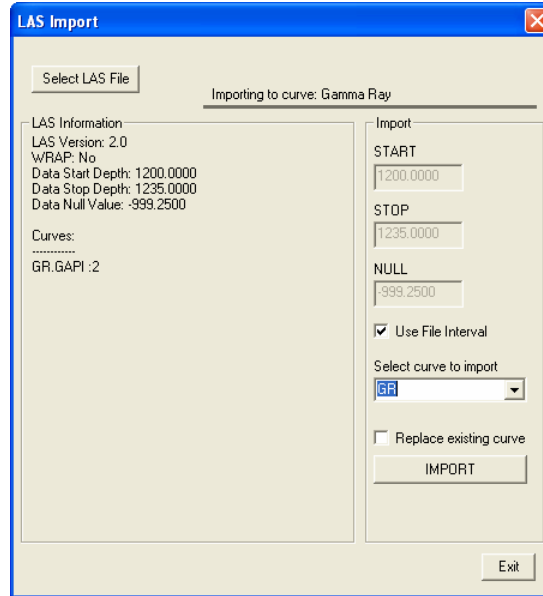 LAS Import
Select LAS File
Importing to curve: Gamma Ray
LAS Information
LAS Version: 2.0
WRAP: No
Data Start Depth: 1200.0000
Data Stop Depth: 1235.0000
Data Null Value: -999.2500
Curves:
------------
GR.GAPI :2
Import
START
1200.0000
STOP
1235.0000
NULL
-999.2500
Use File Interval
Select curve to import
GR
Replace existing curve
IMPORT
Exit